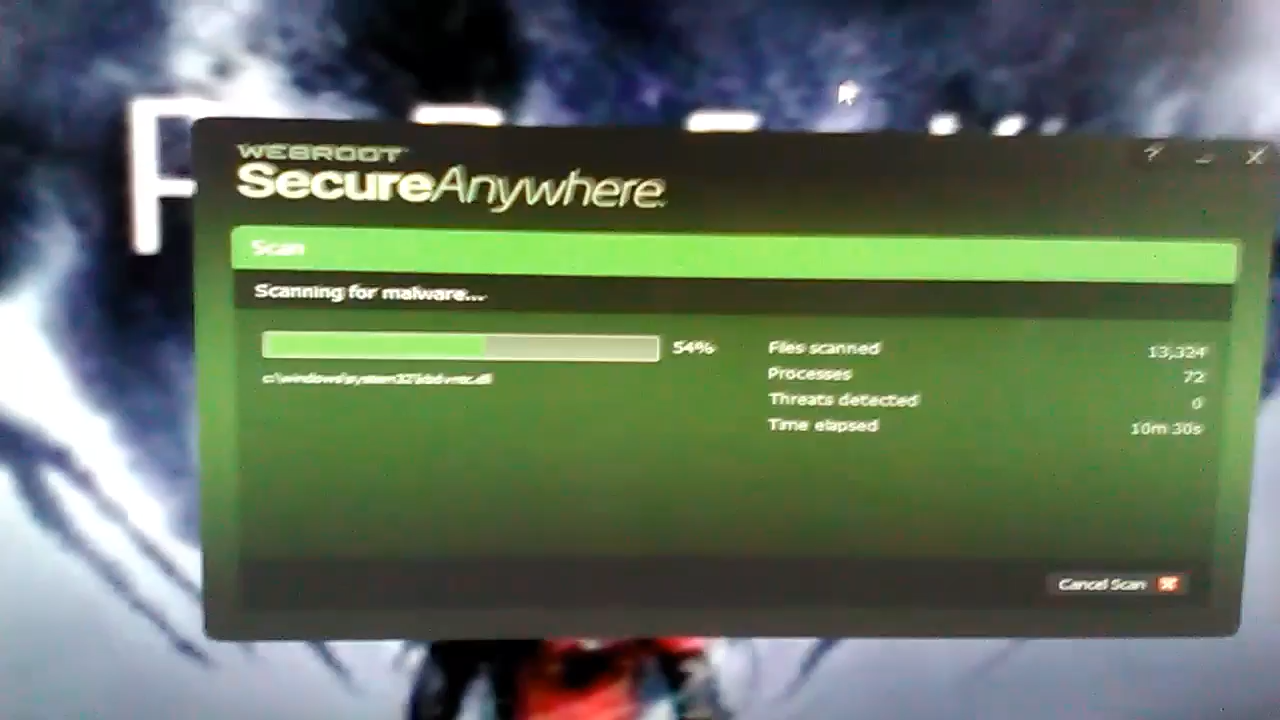 WEBROOT
SecureAnywhere.
Scan
Scanning for malware...
54%
Files scanned 13,324
Processes 72
Threats detected 0
Time elapsed 10m 30s
Cancel Scan